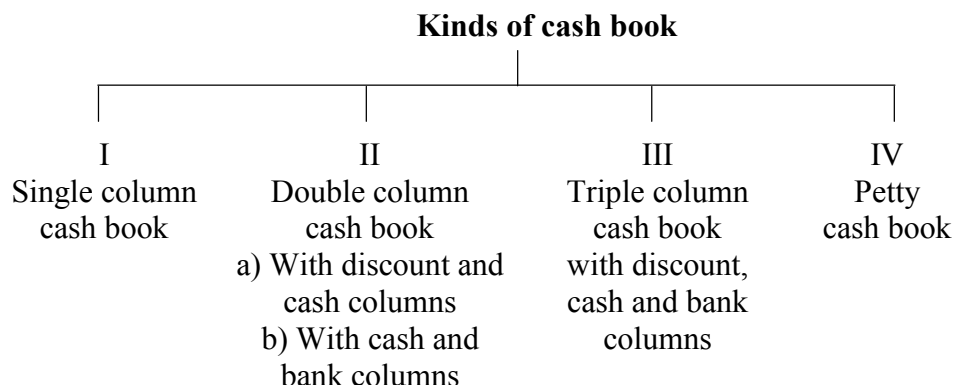 Kinds of cash book
I
Single column
cash book
II
Double column
cash book
a) With discount and
cash columns
b) With cash and
bank columns
III
Triple column
cash book
with discount,
cash and bank
columns
IV
Petty
cash book